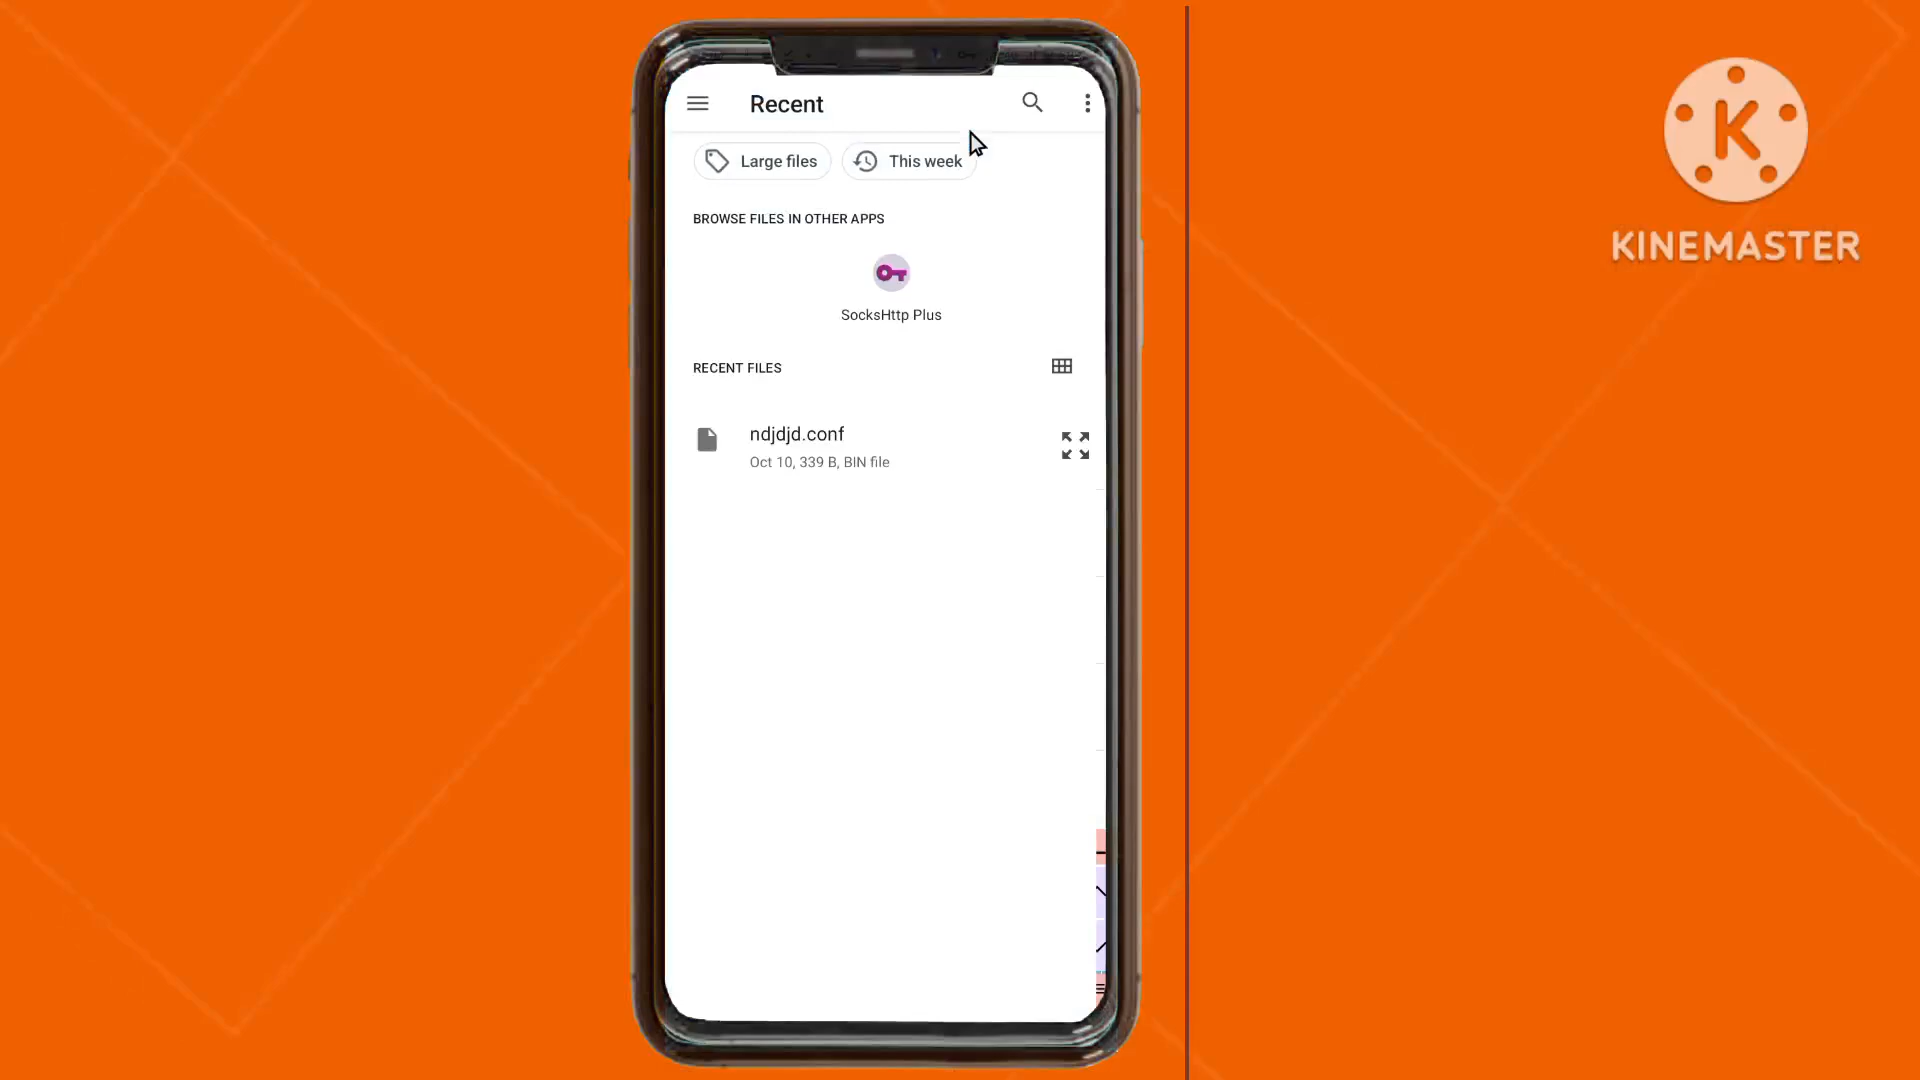 Recent
Large files
This week
BROWSE FILES IN OTHER APPS
SocksHttp Plus
RECENT FILES
ndjdjd.conf
Oct 10, 339 B, BIN file
K
KINEMASTER